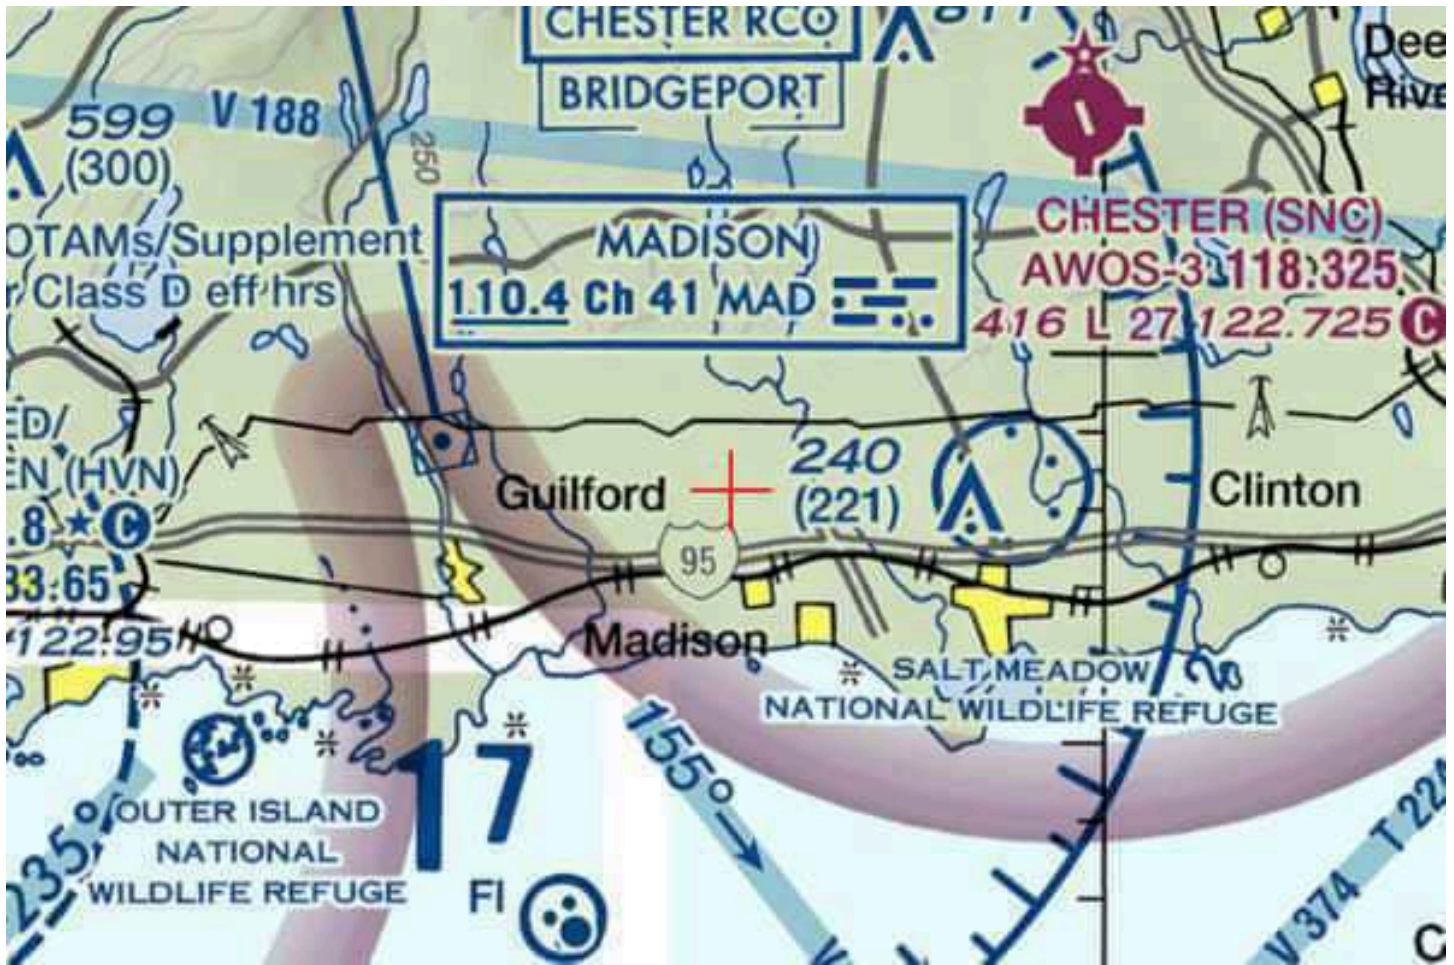 CHESTER RCO
BRIDGEPORT
Dee
Rive
599
(300)
V 188
250
OTAMs/Supplement
Class D eff hrs
MADISON
110.4 Ch 41 MAD
CHESTER (SNC)
AWOS-3 118.325
416 L 27 122.725 C
ED/
EN (HVN)
.8 ★ C
33.65
122.95
Guilford
240
(221)
Clinton
95
Madison
SALT MEADOW
NATIONAL WILDLIFE REFUGE
155°
17
OUTER ISLAND
NATIONAL
WILDLIFE REFUGE
235°
FI
V 374 T 224
V
C